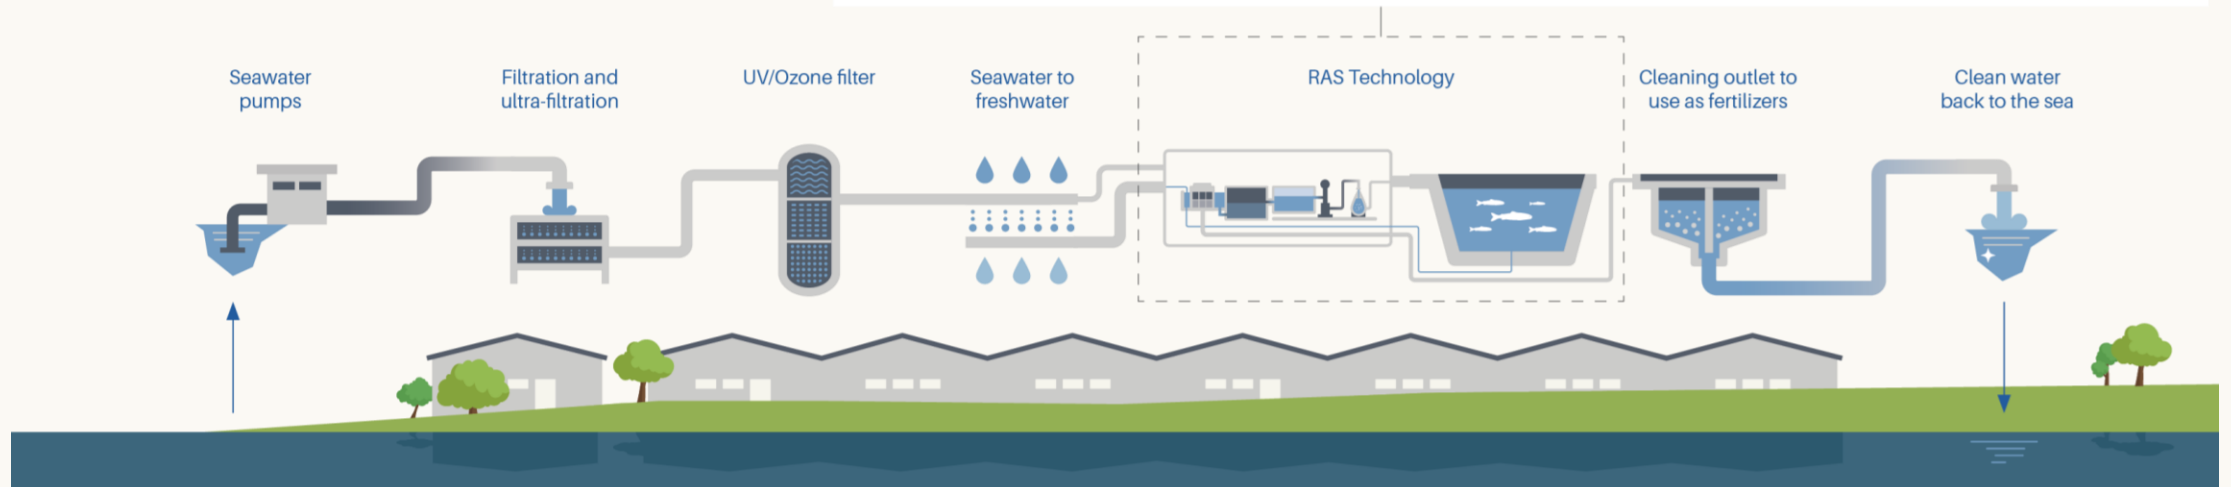 Seawater
pumps
Filtration and
ultra-filtration
UV/Ozone filter
Seawater to
freshwater
RAS Technology
Cleaning outlet to
use as fertilizers
Clean water
back to the sea